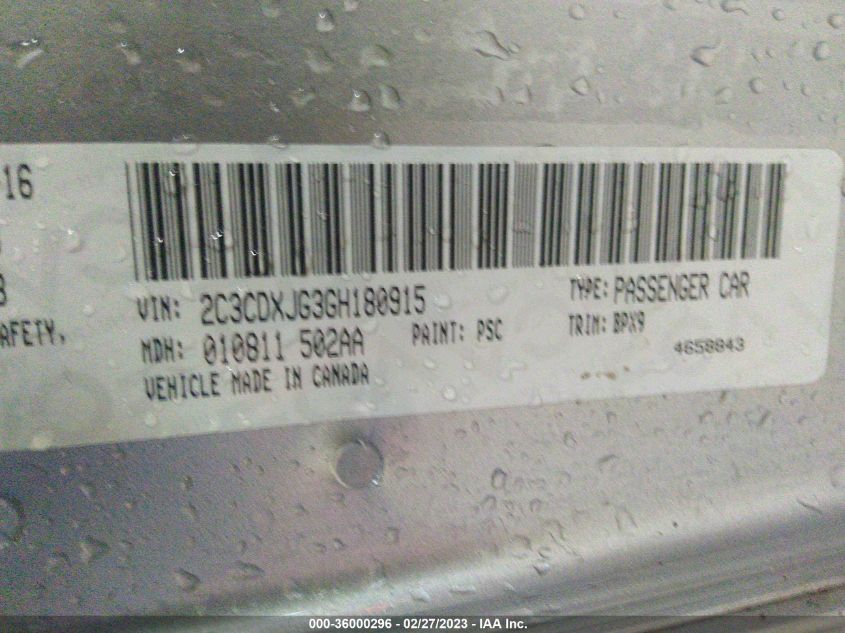 -16
AFETY,
VIN: 2C3CDXJG3GH180915
TYPE: PASSENGER CAR
MDH: 010811 502AA
PAINT: PSC
TRIM: BPX9
VEHICLE MADE IN CANADA
4658843
000-36000296 - 02/27/2023 - IAA Inc.